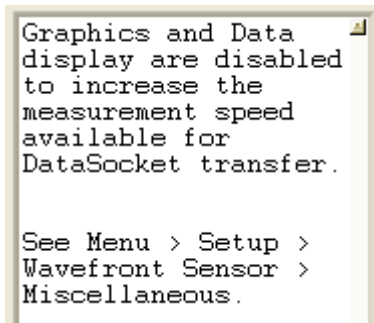 Graphics and Data
display are disabled
to increase the
measurement speed
available for
DataSocket transfer.
See Menu > Setup >
Wavefront Sensor >
Miscellaneous.